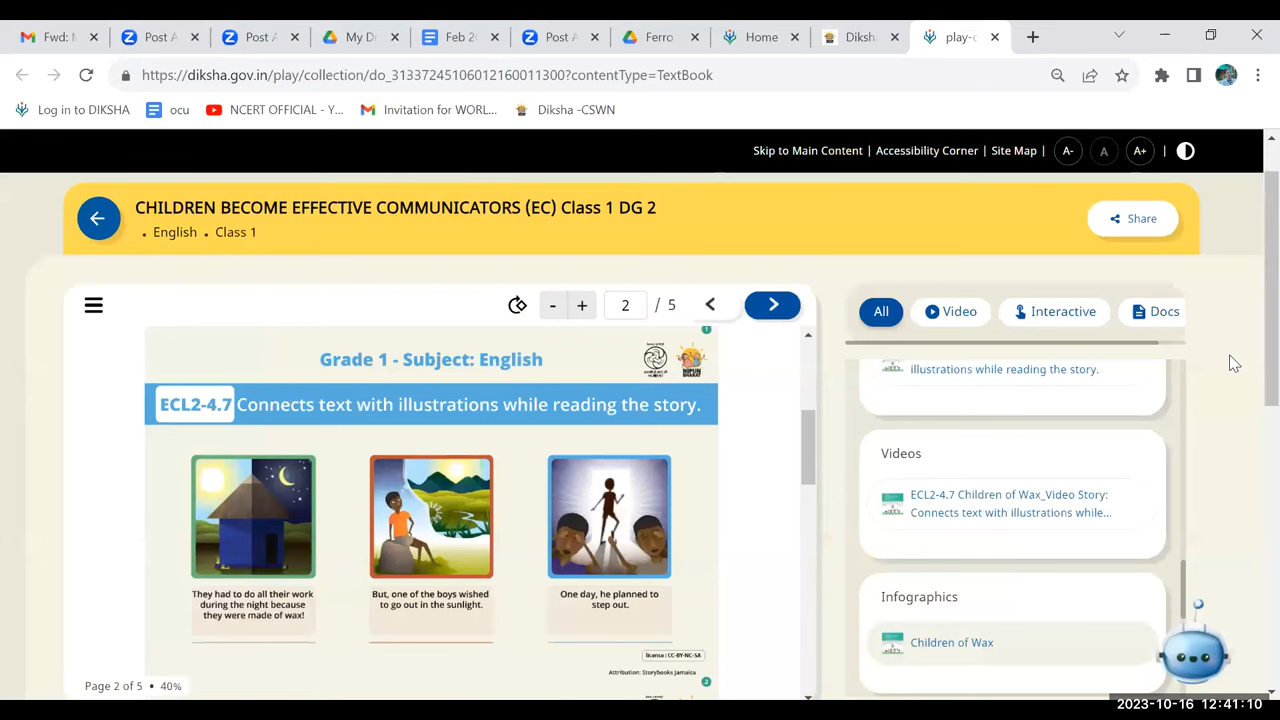 Fwd: M
Post A
Post A
My D
Feb 20
Post A
Ferro
Home
Diksha
play-c
https://diksha.gov.in/play/collection/do_31337245106012160011300?contentType=TextBook
Log in to DIKSHA
ocu
NCERT OFFICIAL - Y...
Invitation for WORL...
Diksha -CSWN
Skip to Main Content | Accessibility Corner | Site Map |
A-
A
A+
CHILDREN BECOME EFFECTIVE COMMUNICATORS (EC) Class 1 DG 2
• English • Class 1
Share
- + 2 / 5
All
Video
Interactive
Docs
1
Grade 1 - Subject: English
ECL2-4.7 Connects text with illustrations while reading the story.
They had to do all their work
during the night because
they were made of wax!
But, one of the boys wished
to go out in the sunlight.
One day, he planned to
step out.
license : CC-BY-NC-SA
Attribution: Storybooks Jamaica
2
Page 2 of 5 • 40%
illustrations while reading the story.
Videos
ECL2-4.7 Children of Wax_Video Story:
Connects text with illustrations while...
Infographics
Children of Wax
2023-10-16 12:41:10